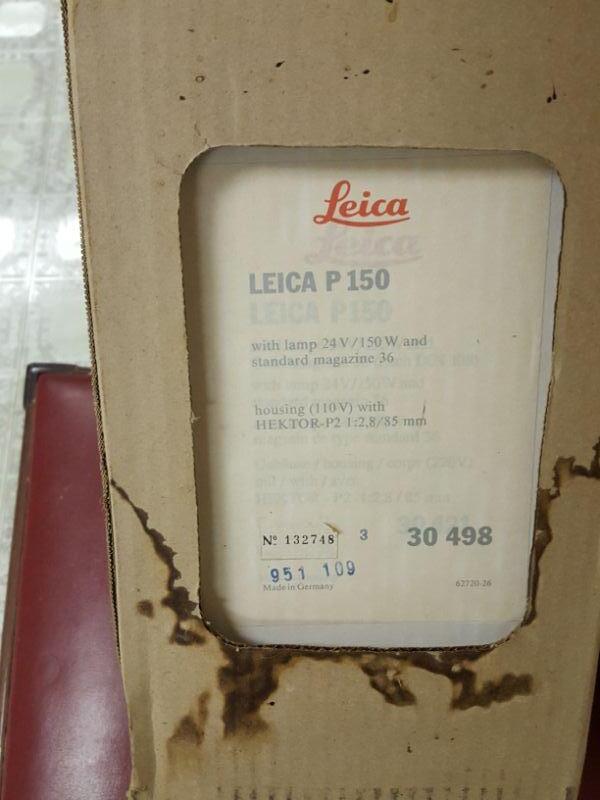 Leica
LEICA P 150
with lamp 24 V/150 W and
standard magazine 36
housing (110 V) with
HEKTOR-P2 1:2,8/85 mm
Nº 132748 3 30 498
951 109
Made in Germany 62720-26